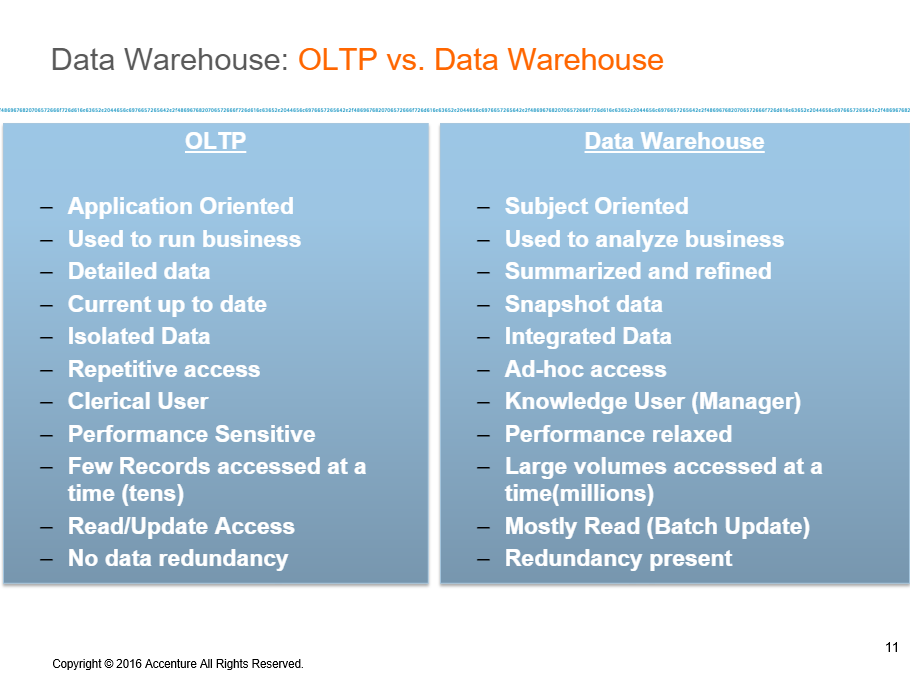 Data Warehouse: OLTP vs. Data Warehouse
OLTP
– Application Oriented
– Used to run business
– Detailed data
– Current up to date
– Isolated Data
– Repetitive access
– Clerical User
– Performance Sensitive
– Few Records accessed at a
time (tens)
– Read/Update Access
– No data redundancy
Data Warehouse
– Subject Oriented
– Used to analyze business
– Summarized and refined
– Snapshot data
– Integrated Data
– Ad-hoc access
– Knowledge User (Manager)
– Performance relaxed
– Large volumes accessed at a
time(millions)
– Mostly Read (Batch Update)
– Redundancy present
11
Copyright © 2016 Accenture All Rights Reserved.